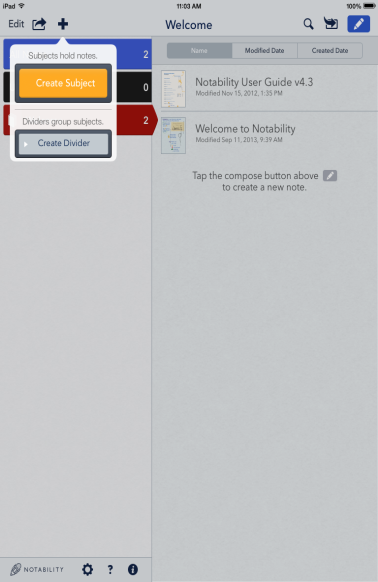 iPad
11:03 AM
100%
Edit
Welcome
Subjects hold notes.
Create Subject
Dividers group subjects.
Create Divider
2
0
2
Name
Modified Date
Created Date
Notability User Guide v4.3
Modified Nov 15, 2012, 1:35 PM
Welcome to Notability
Modified Sep 11, 2013, 9:39 AM
Tap the compose button above
to create a new note.
NOTABILITY
?